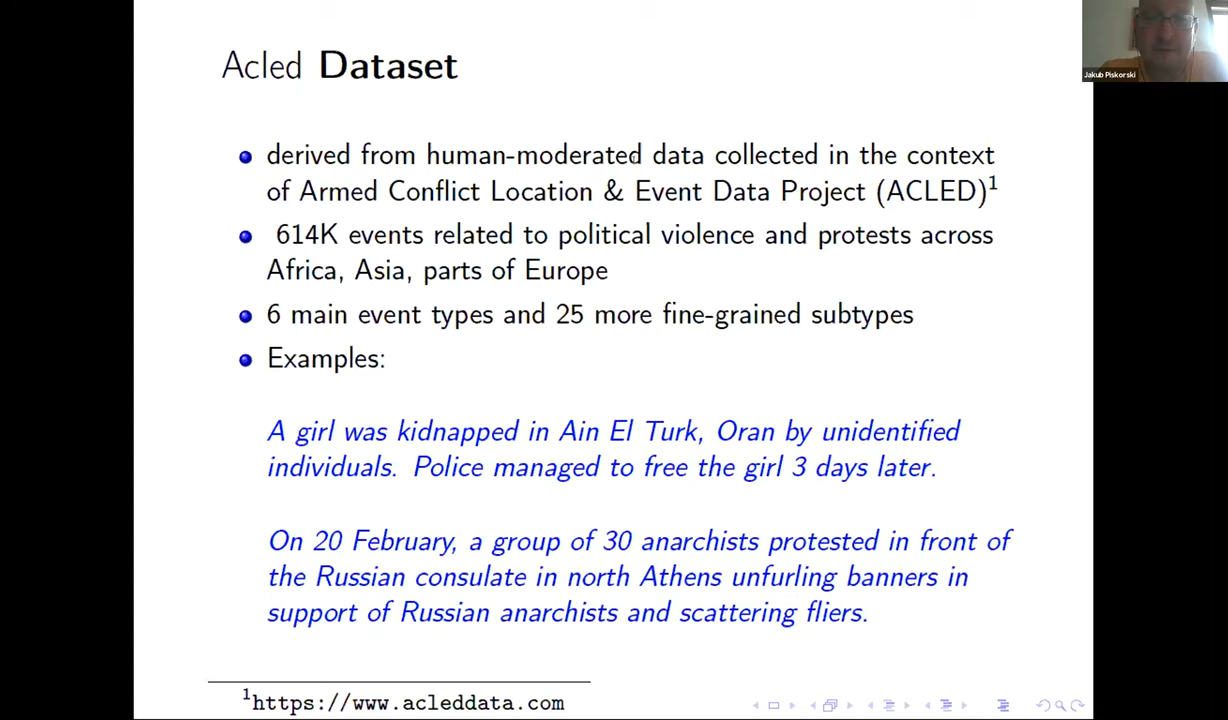 Acled Dataset
Jakub Piskorski
derived from human-moderated data collected in the context
of Armed Conflict Location & Event Data Project (ACLED)1
614K events related to political violence and protests across
Africa, Asia, parts of Europe
6 main event types and 25 more fine-grained subtypes
Examples:
A girl was kidnapped in Ain El Turk, Oran by unidentified
individuals. Police managed to free the girl 3 days later.
On 20 February, a group of 30 anarchists protested in front of
the Russian consulate in north Athens unfurling banners in
support of Russian anarchists and scattering fliers.
1https://www.acleddata.com